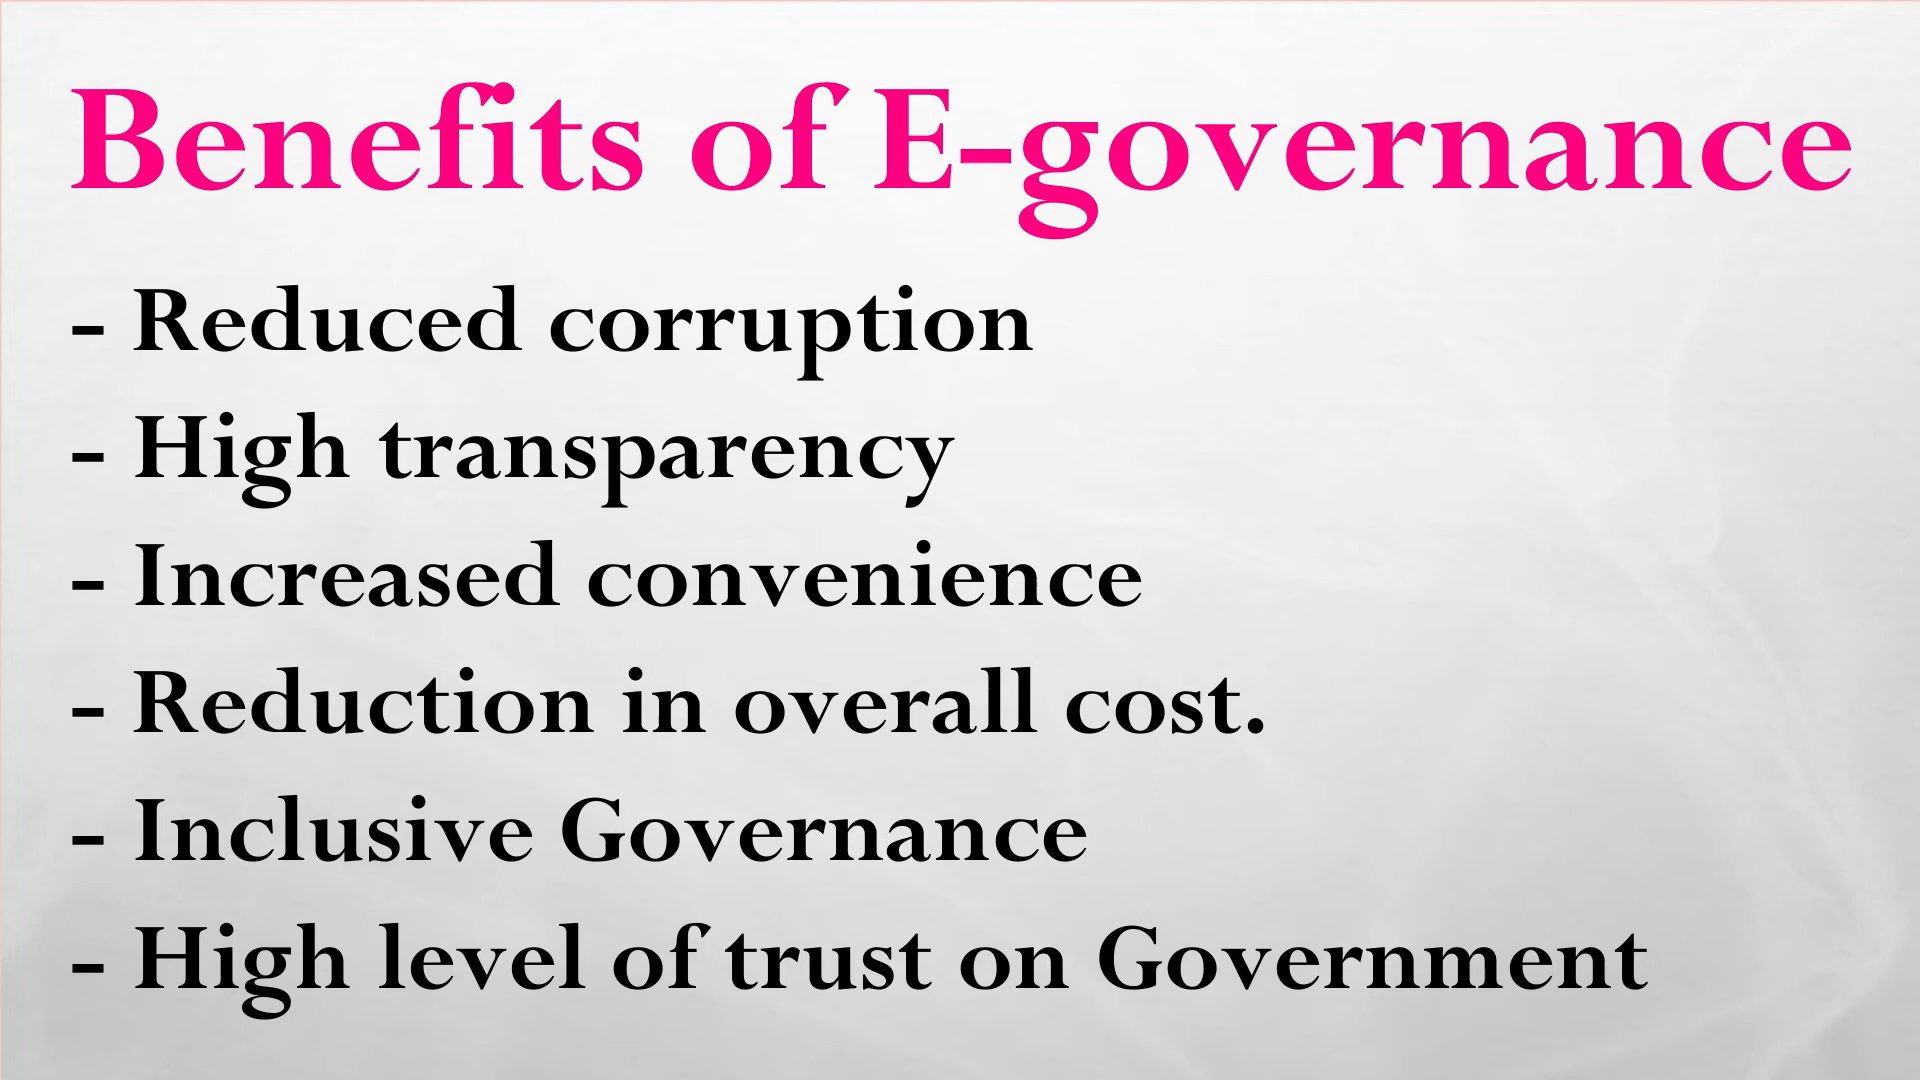 Benefits of E-governance
- Reduced corruption
- High transparency
- Increased convenience
- Reduction in overall cost.
- Inclusive Governance
- High level of trust on Government